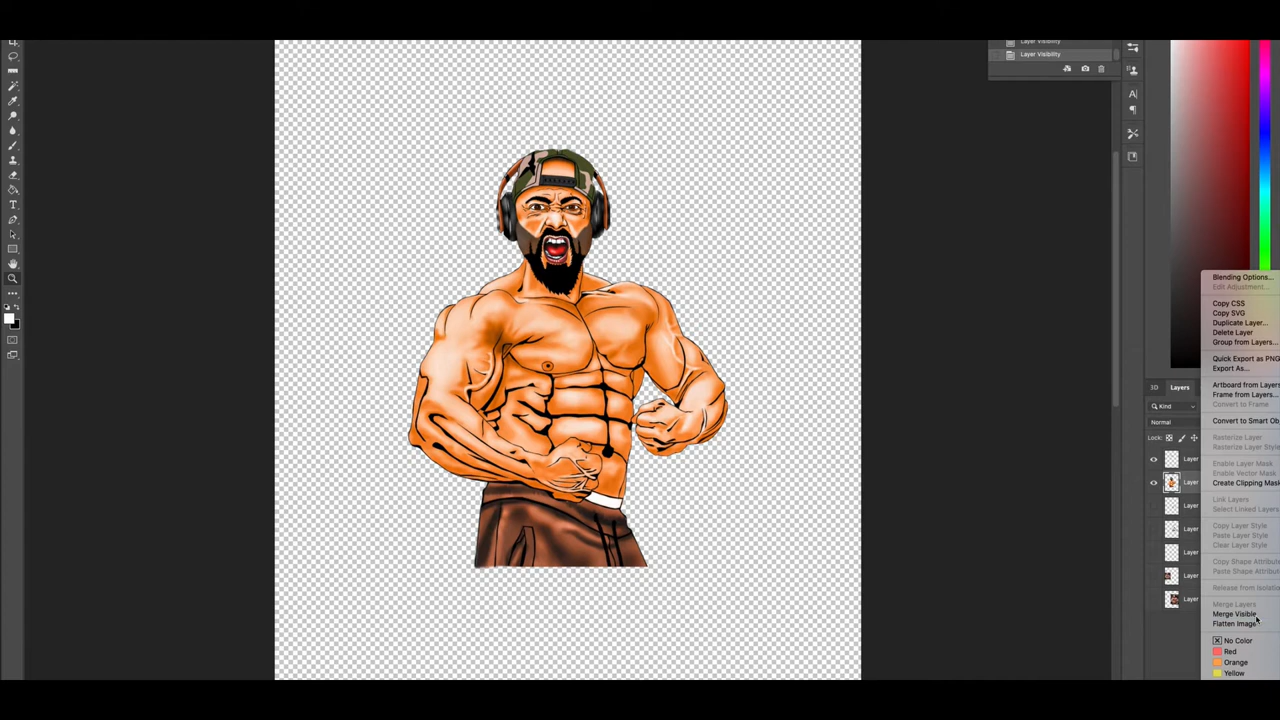 Layer Visibility
Layer Visibility
Blending Options...
Edit Adjustment...
Copy CSS
Copy SVG
Duplicate Layer...
Delete Layer
Group from Layers...
Quick Export as PNG
Export As...
Artboard from Layers
Frame from Layers...
Convert to Frame
3D
Layers
Kind
Convert to Smart Ob
Normal
Lock:
Rasterize Layer
Rasterize Layer Style
Layer
Enable Layer Mask
Enable Vector Mask
Layer
Create Clipping Mask
Link Layers
Layer
Select Linked Layers
Copy Layer Style
Layer
Paste Layer Style
Clear Layer Style
Layer
Copy Shape Attribute
Paste Shape Attribut
Layer
Release from Isolatio
Layer
Merge Layers
Merge Visible
Flatten Image
No Color
Red
Orange
Yellow